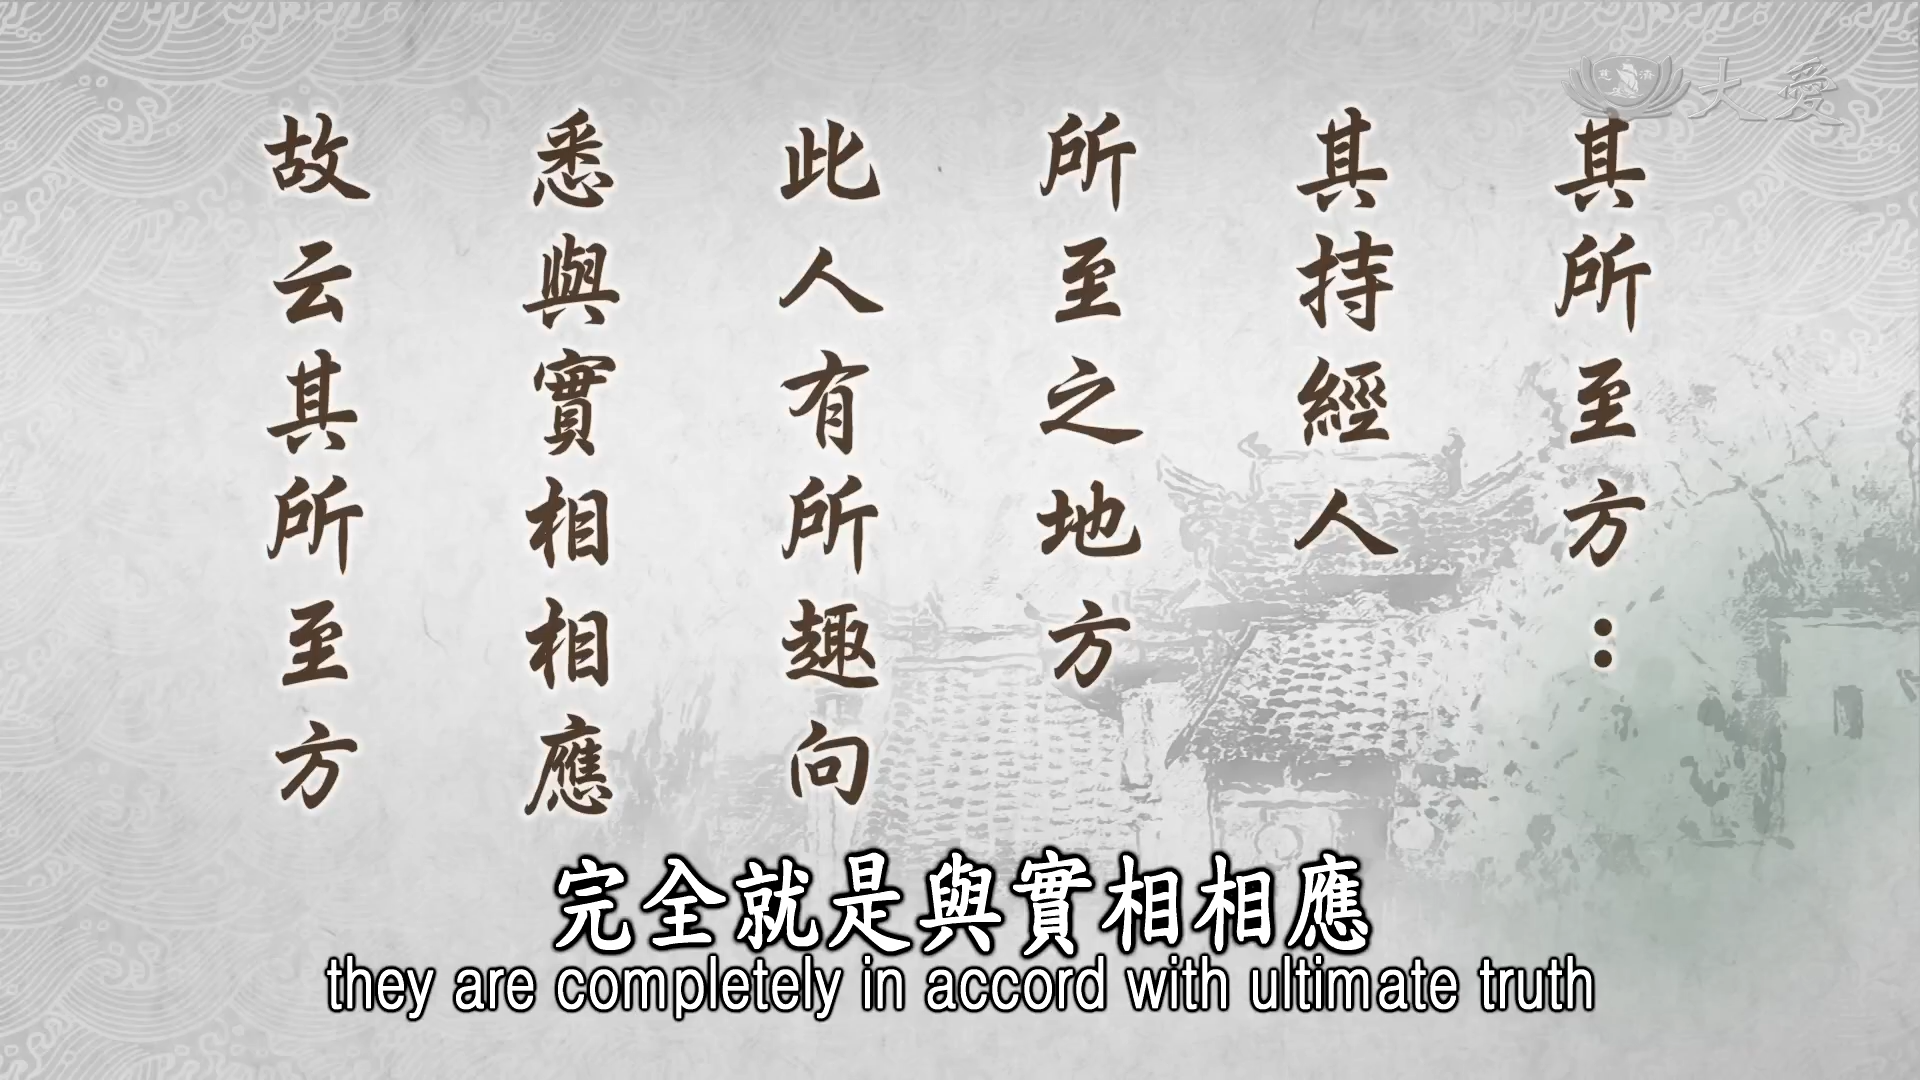 其所至方：
其持經人
所至之地方
此人有所趣向
悉與實相相應
故云其所至方
大愛
慈濟
完全就是與實相相應
they are completely in accord with ultimate truth